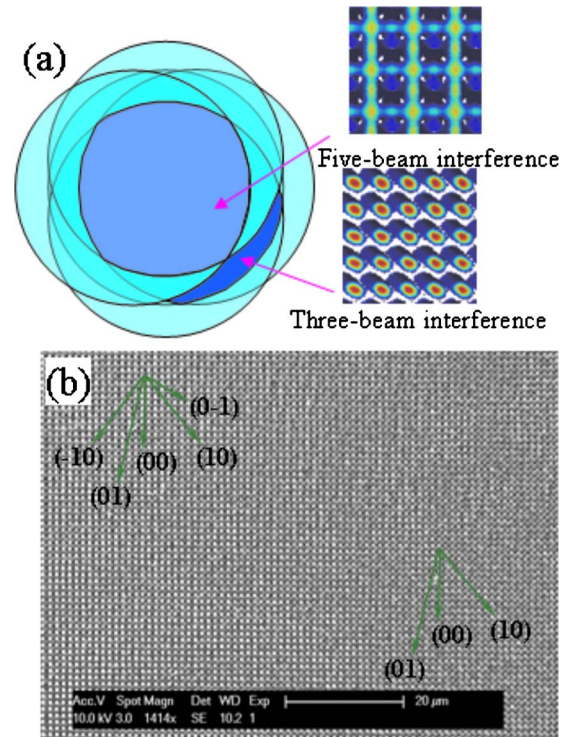 (a)
Five-beam interference
Three-beam interference
(b)
(0-1)
(-10)
(00)
(10)
(01)
(00)
(10)
(01)
Acc.V Spot Magn Det WD Exp 20 µm
10.0 kV 3.0 1414x SE 10.2 1